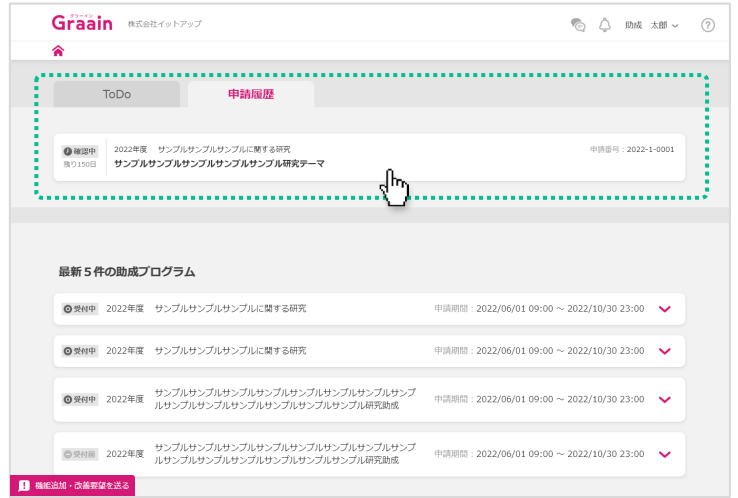 グラーイン
Graain 株式会社イットアップ 助成 太郎
ToDo 申請履歴
確認中 2022年度 サンプルサンプルサンプルに関する研究 申請番号：2022-1-0001
残り150日 サンプルサンプルサンプルサンプルサンプル研究テーマ
最新５件の助成プログラム
受付中 2022年度 サンプルサンプルサンプルに関する研究 申請期間：2022/06/01 09:00 ～ 2022/10/30 23:00
受付中 2022年度 サンプルサンプルサンプルに関する研究 申請期間：2022/06/01 09:00 ～ 2022/10/30 23:00
受付中 2022年度 サンプルサンプルサンプルサンプルサンプルサンプルサンプルサンプ
ルサンプルサンプルサンプルサンプルサンプルサンプル研究助成 申請期間：2022/06/01 09:00 ～ 2022/10/30 23:00
受付前 2022年度 サンプルサンプルサンプルサンプルサンプルサンプルサンプルサンプ
ルサンプルサンプルサンプルサンプルサンプルサンプル研究助成 申請期間：2022/06/01 09:00 ～ 2022/10/30 23:00
機能追加・改善要望を送る